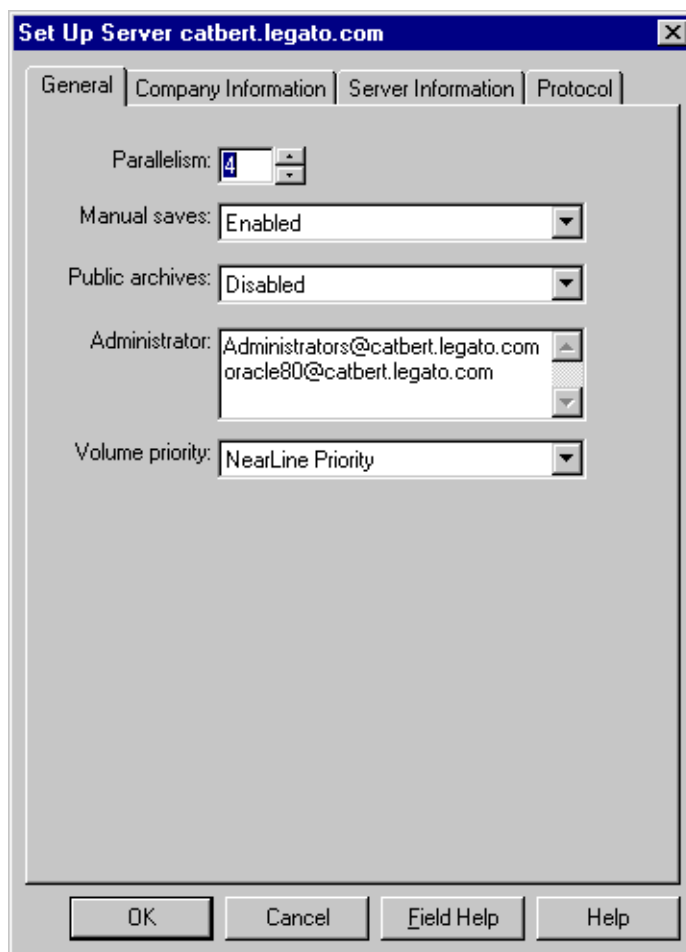 Set Up Server catbert.legato.com
General Company Information Server Information Protocol
Parallelism: 4
Manual saves: Enabled
Public archives: Disabled
Administrator: Administrators@catbert.legato.com
oracle80@catbert.legato.com
Volume priority: NearLine Priority
OK Cancel Field Help Help